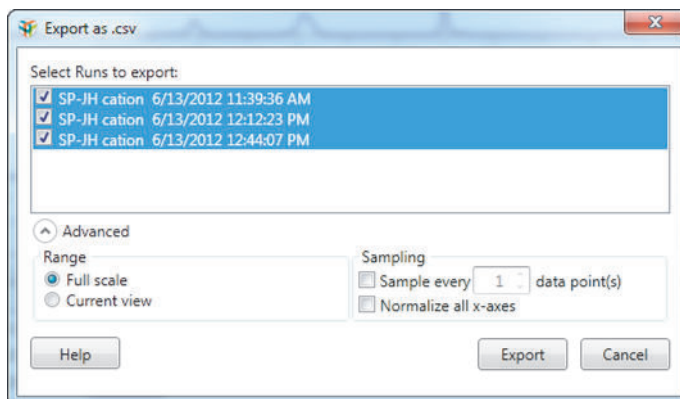 Export as .csv
Select Runs to export:
SP-JH cation 6/13/2012 11:39:36 AM
SP-JH cation 6/13/2012 12:12:23 PM
SP-JH cation 6/13/2012 12:44:07 PM
Advanced
Range
Full scale
Current view
Sampling
Sample every 1 data point(s)
Normalize all x-axes
Help
Export
Cancel